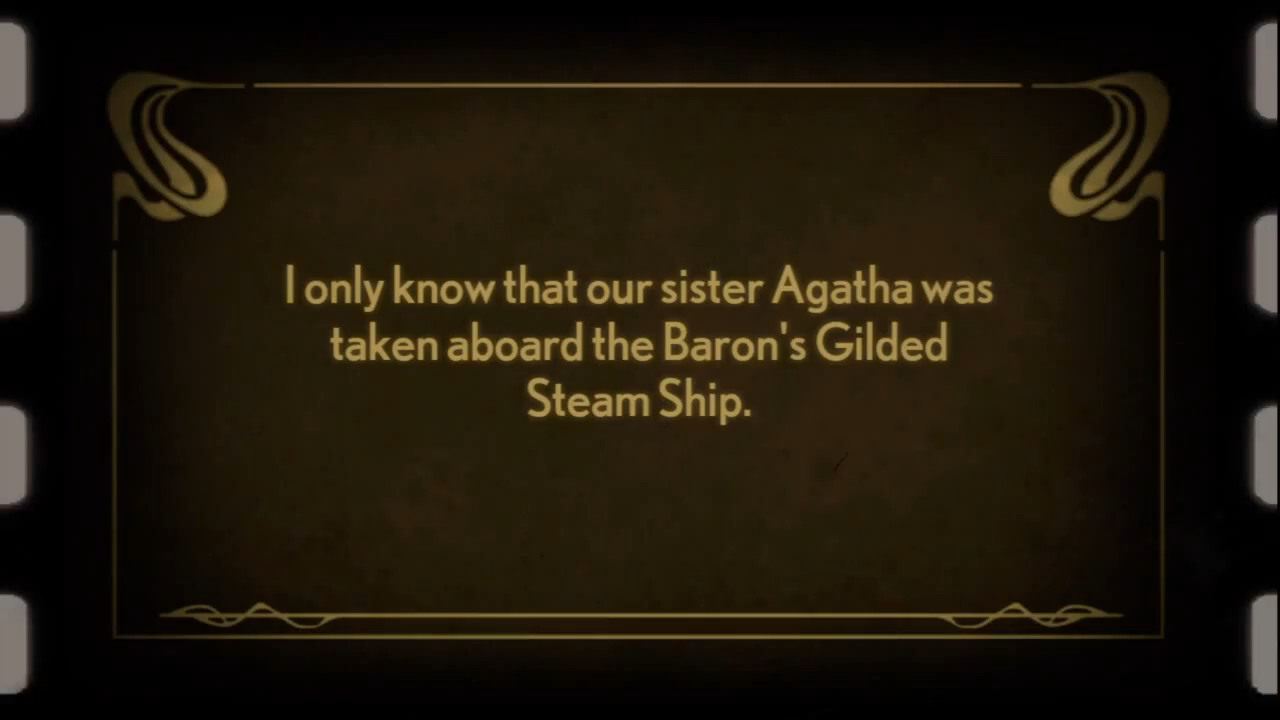 I only know that our sister Agatha was
taken aboard the Baron's Gilded
Steam Ship.